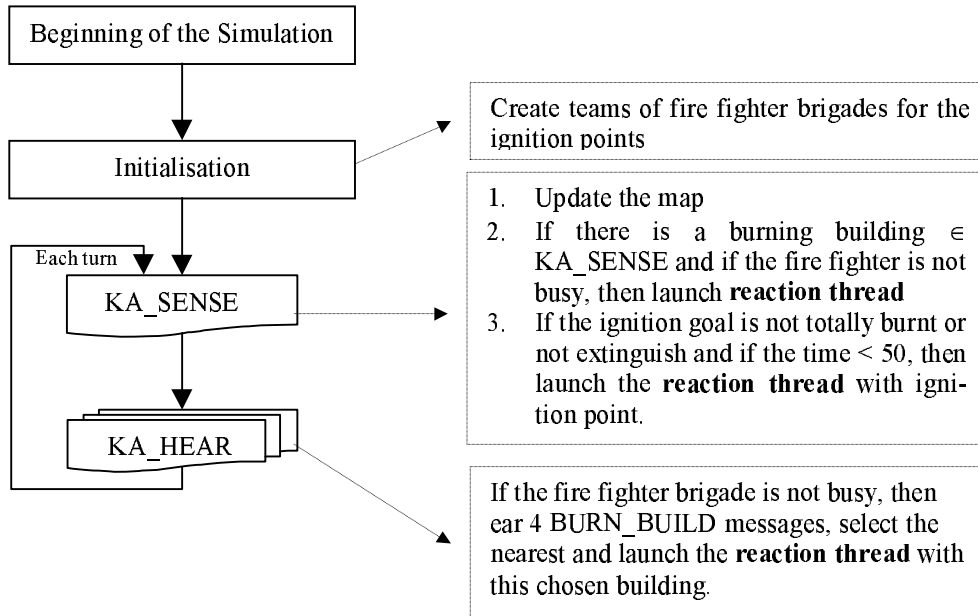 Beginning of the Simulation
Initialisation
Create teams of fire fighter brigades for the
ignition points
Each turn
KA_SENSE
1. Update the map
2. If there is a burning building ∈
KA_SENSE and if the fire fighter is not
busy, then launch reaction thread
3. If the ignition goal is not totally burnt or
not extinguish and if the time < 50, then
launch the reaction thread with igni-
tion point.
KA_HEAR
If the fire fighter brigade is not busy, then
ear 4 BURN_BUILD messages, select the
nearest and launch the reaction thread with
this chosen building.